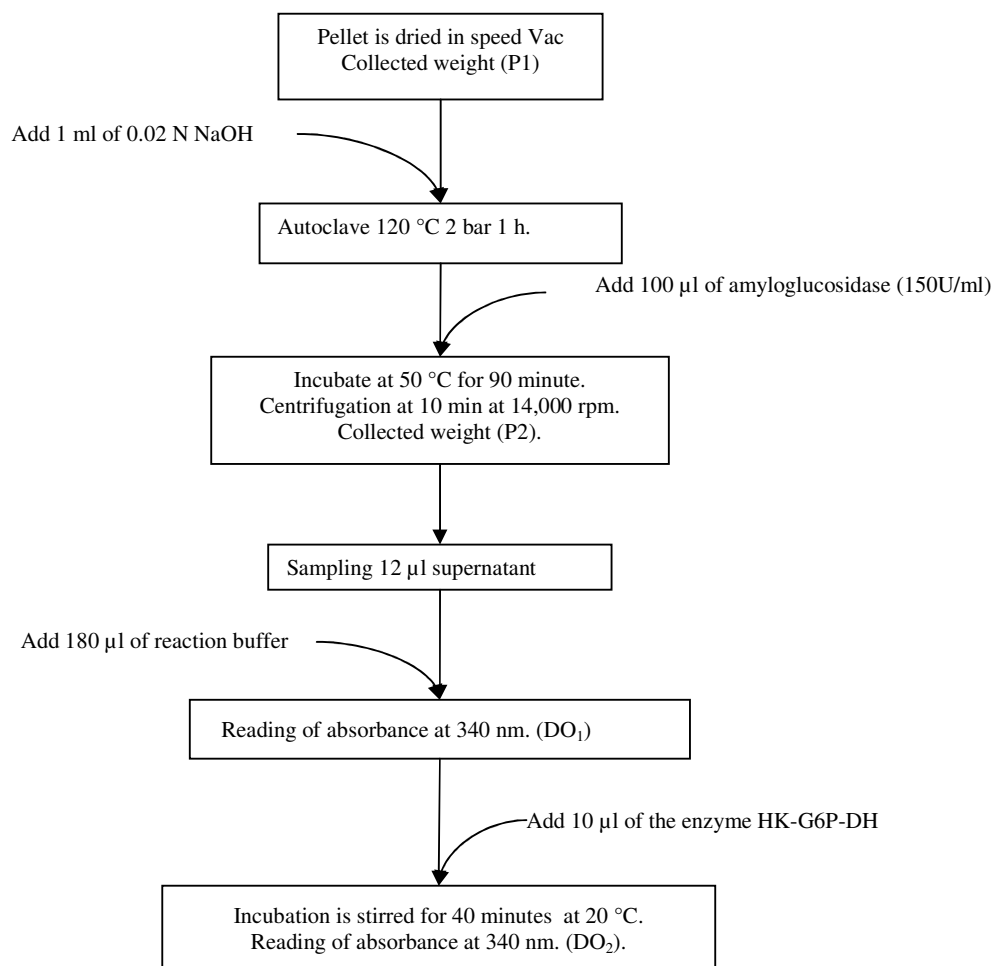 Pellet is dried in speed Vac
Collected weight (P1)
Add 1 ml of 0.02 N NaOH
Autoclave 120 °C 2 bar 1 h.
Add 100 µl of amyloglucosidase (150U/ml)
Incubate at 50 °C for 90 minute.
Centrifugation at 10 min at 14,000 rpm.
Collected weight (P2).
Sampling 12 µl supernatant
Add 180 µl of reaction buffer
Reading of absorbance at 340 nm. (DO₁)
Add 10 µl of the enzyme HK-G6P-DH
Incubation is stirred for 40 minutes at 20 °C.
Reading of absorbance at 340 nm. (DO₂).